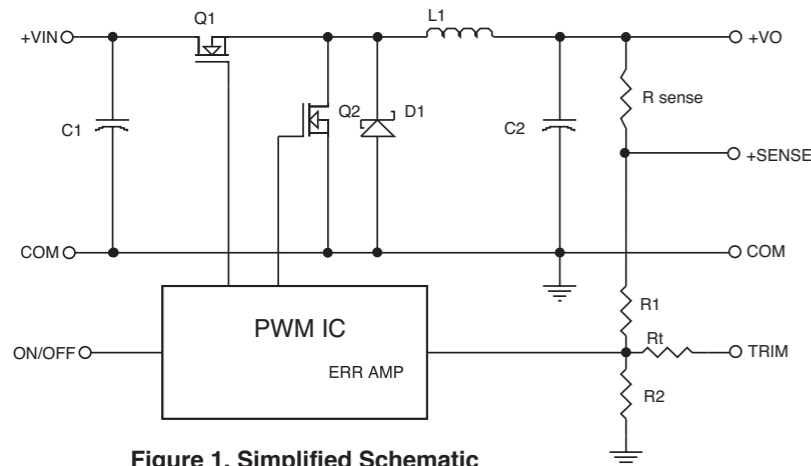 Q1
L1
+VIN
+VO
R sense
C1
Q2
D1
C2
+SENSE
COM
COM
R1
PWM IC
Rt
ON/OFF
TRIM
ERR AMP
R2
Figure 1. Simplified Schematic